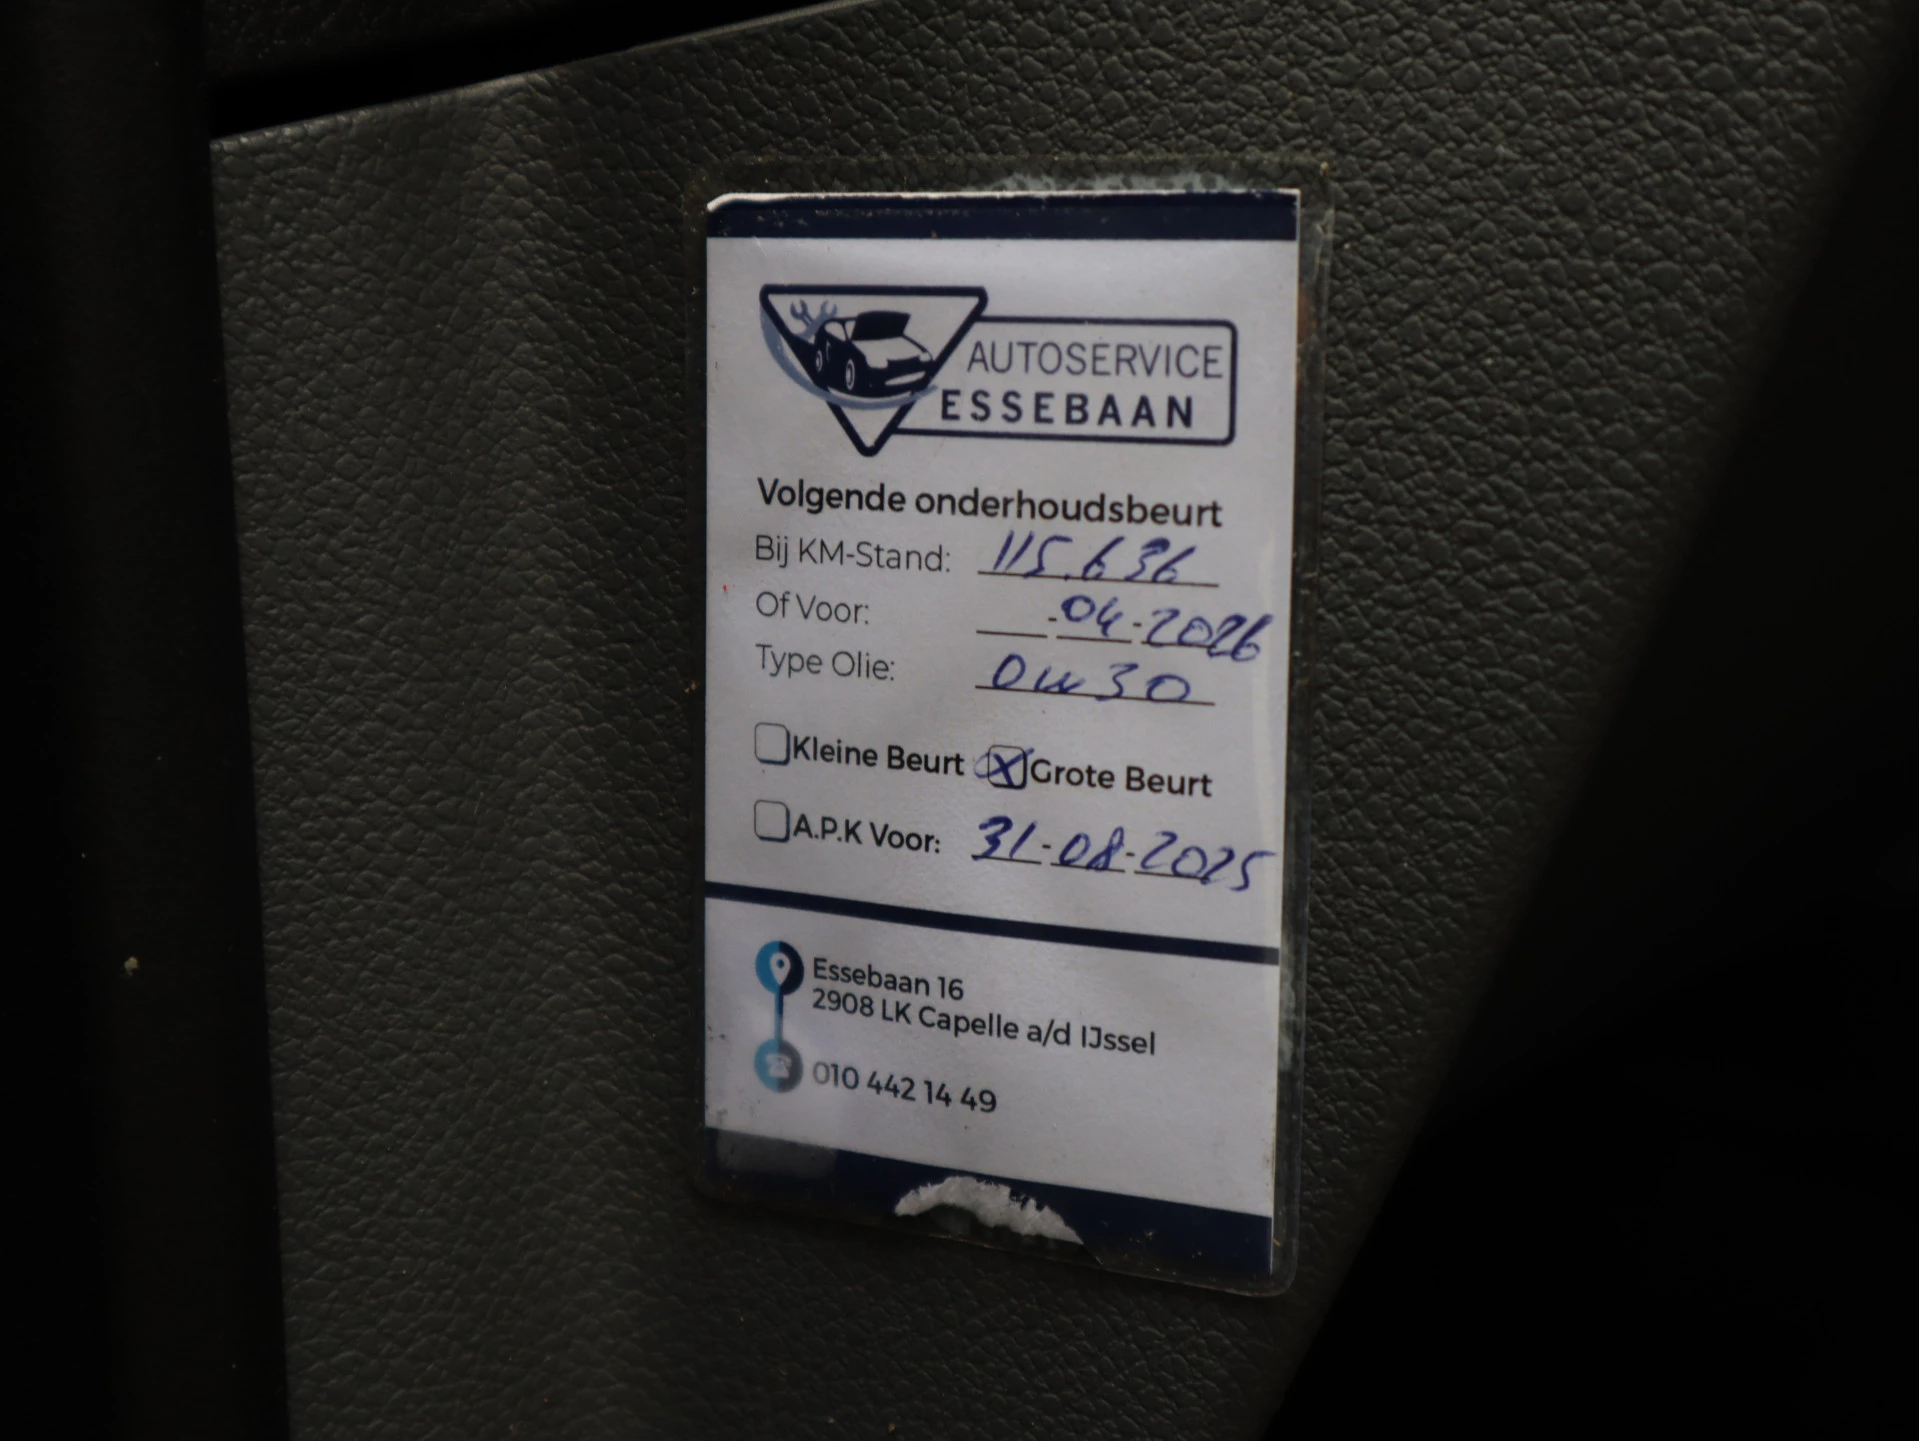 AUTOSERVICE
ESSEBAAN
Volgende onderhoudsbeurt
Bij KM-Stand: 115.636
Of Voor: -04-2026
Type Olie: 0w30
Kleine Beurt Grote Beurt
A.P.K Voor: 31-08-2025
Essebaan 16
2908 LK Capelle a/d IJssel
010 442 14 49